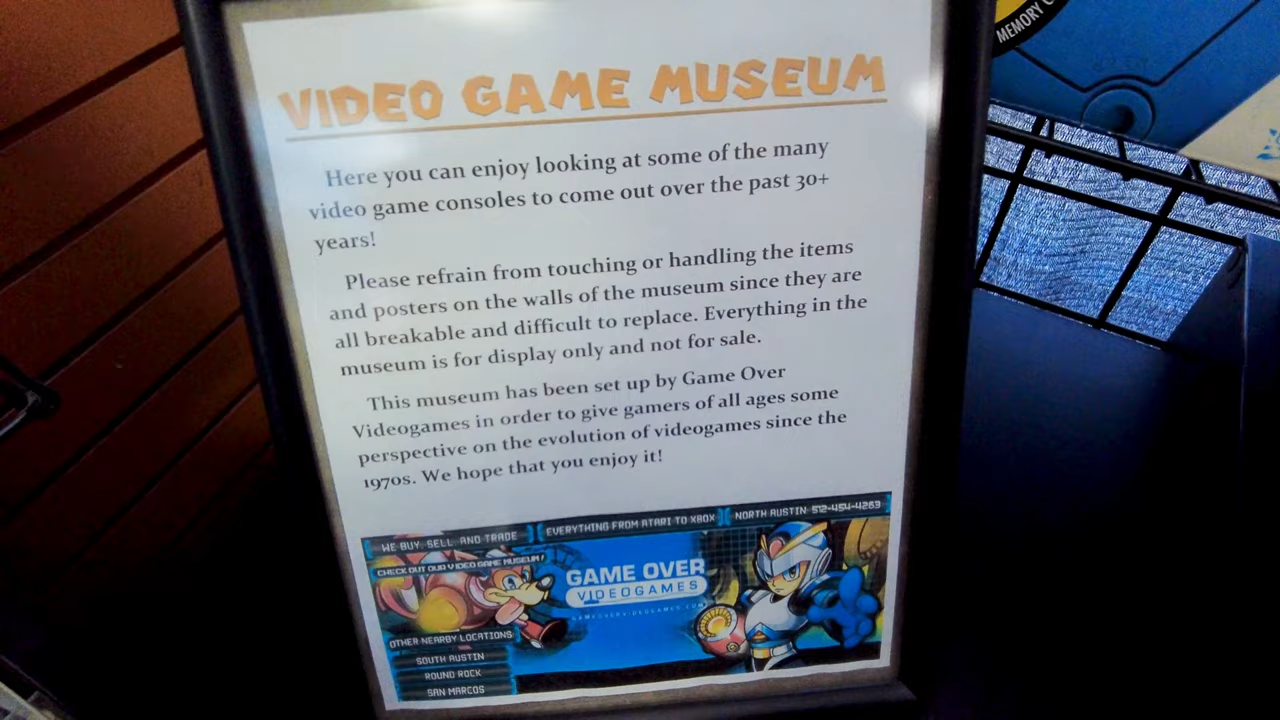 MEMORY C
VIDEO GAME MUSEUM
Here you can enjoy looking at some of the many
video game consoles to come out over the past 30+
years!
Please refrain from touching or handling the items
and posters on the walls of the museum since they are
all breakable and difficult to replace. Everything in the
museum is for display only and not for sale.
This museum has been set up by Game Over
Videogames in order to give gamers of all ages some
perspective on the evolution of videogames since the
1970s. We hope that you enjoy it!
WE BUY, SELL, AND TRADE
EVERYTHING FROM ATARI TO XBOX
NORTH AUSTIN: 512-454-4263
CHECK OUT OUR VIDEO GAME MUSEUM!
GAME OVER
VIDEOGAMES
GAMEOVERVIDEOGAMES.COM
OTHER NEARBY LOCATIONS:
SOUTH AUSTIN
ROUND ROCK
SAN MARCOS